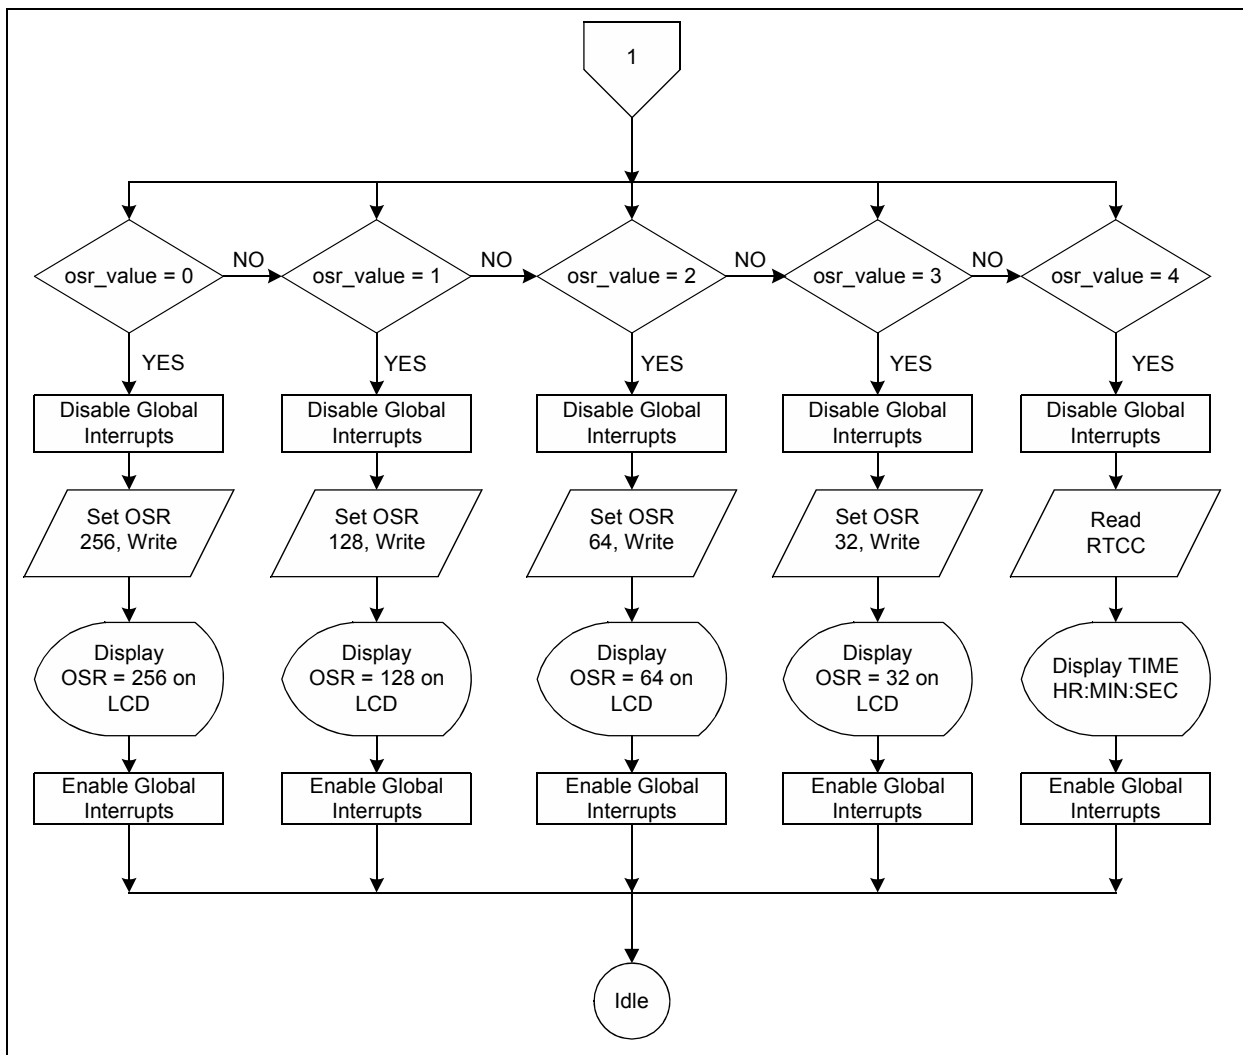 1
osr_value = 0
NO
osr_value = 1
NO
osr_value = 2
NO
osr_value = 3
NO
osr_value = 4
YES
YES
YES
YES
YES
Disable Global
Interrupts
Disable Global
Interrupts
Disable Global
Interrupts
Disable Global
Interrupts
Disable Global
Interrupts
Set OSR
256, Write
Set OSR
128, Write
Set OSR
64, Write
Set OSR
32, Write
Read
RTCC
Display
OSR = 256 on
LCD
Display
OSR = 128 on
LCD
Display
OSR = 64 on
LCD
Display
OSR = 32 on
LCD
Display TIME
HR:MIN:SEC
Enable Global
Interrupts
Enable Global
Interrupts
Enable Global
Interrupts
Enable Global
Interrupts
Enable Global
Interrupts
Idle